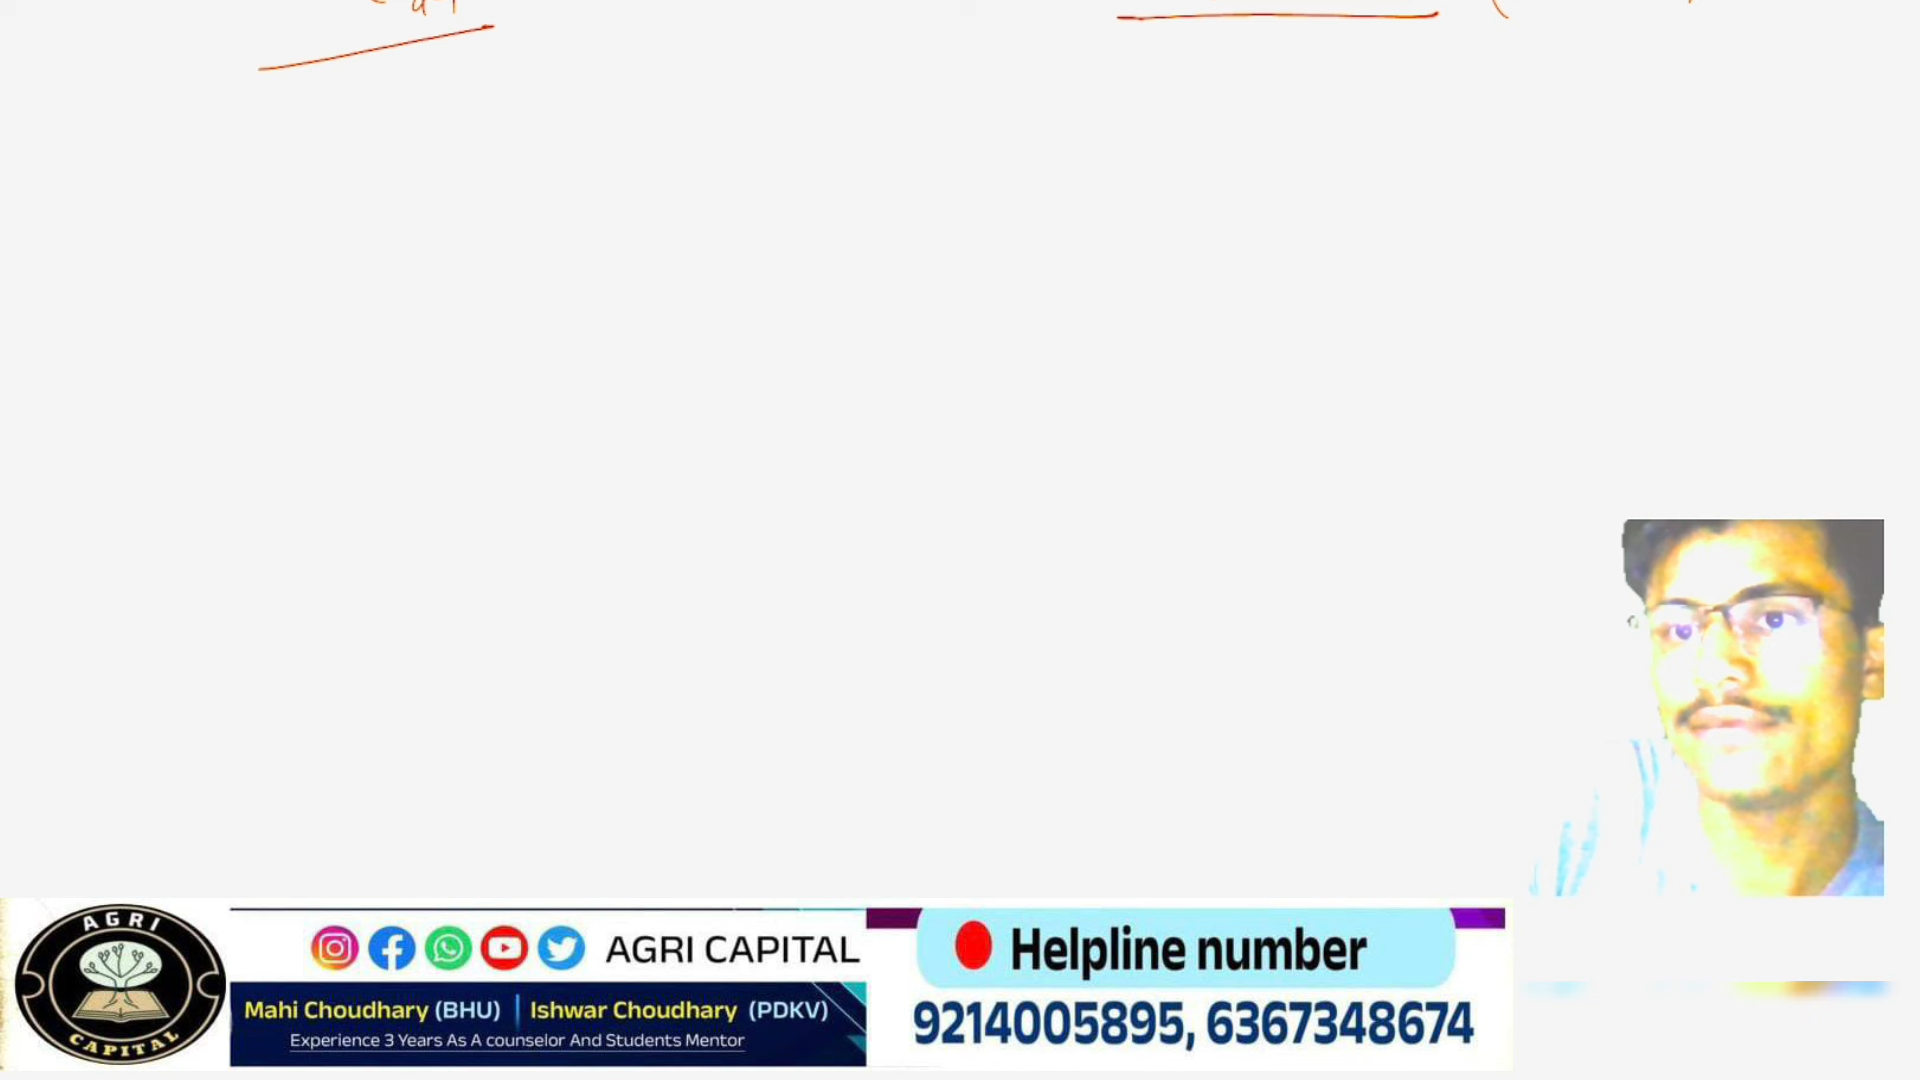 AGRI
CAPITAL
AGRI CAPITAL
Mahi Choudhary (BHU) | Ishwar Choudhary (PDKV)
Experience 3 Years As A counselor And Students Mentor
Helpline number
9214005895, 6367348674